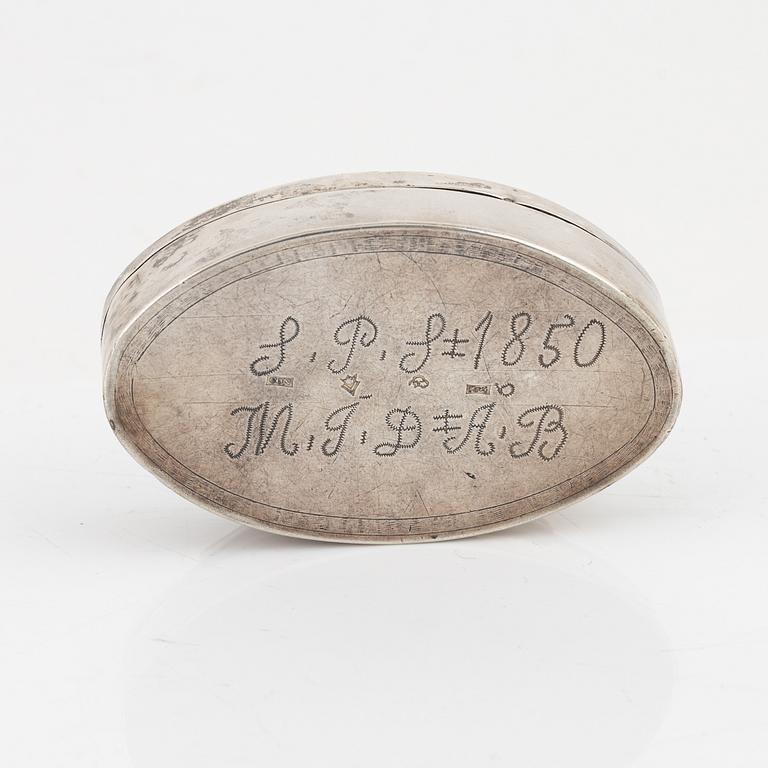 S. P. S ‡ 1850
M. I. D ‡ A. B